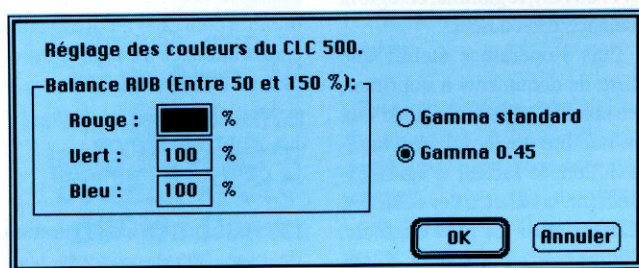 Réglage des couleurs du CLC 500.
Balance RVB (Entre 50 et 150 %):
Rouge : %
Vert : 100 %
Bleu : 100 %
Gamma standard
Gamma 0.45
OK
Annuler